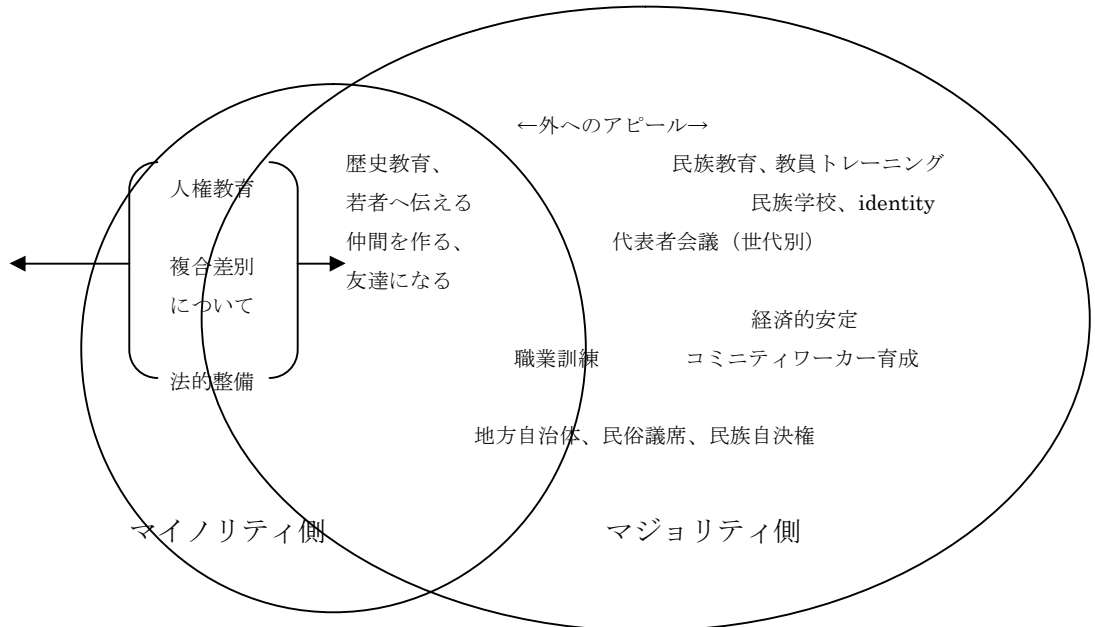 ←外へのアピール→
人権教育
複合差別
について
法的整備
歴史教育、
若者へ伝える
仲間を作る、
友達になる
民族教育、教員トレーニング
民族学校、identity
代表者会議（世代別）
経済的安定
職業訓練
コミニティワーカー育成
地方自治体、民俗議席、民族自決権
マイノリティ側
マジョリティ側